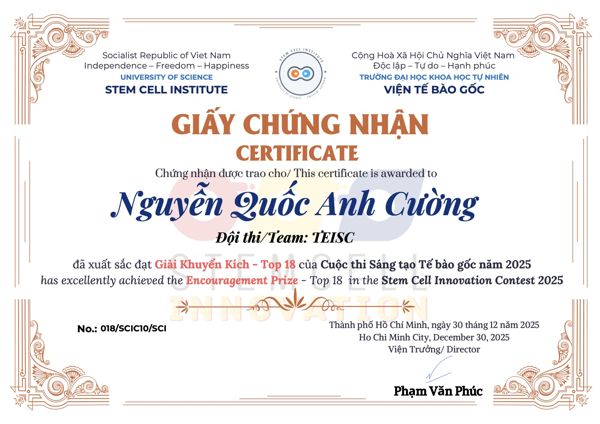 Socialist Republic of Viet Nam
Independence – Freedom – Happiness
UNIVERSITY OF SCIENCE
STEM CELL INSTITUTE
Cộng Hoà Xã Hội Chủ Nghĩa Việt Nam
Độc lập – Tự do – Hạnh phúc
TRƯỜNG ĐẠI HỌC KHOA HỌC TỰ NHIÊN
VIỆN TẾ BÀO GỐC
STEM CELL INSTITUTE
GIẤY CHỨNG NHẬN
CERTIFICATE
Chứng nhận được trao cho/ This certificate is awarded to
Nguyễn Quốc Anh Cường
Đội thi/Team: TEISC
đã xuất sắc đạt Giải Khuyến Kích - Top 18 của Cuộc thi Sáng tạo Tế bào gốc năm 2025
has excellently achieved the Encouragement Prize - Top 18 in the Stem Cell Innovation Contest 2025
STEM CELL
INNOVATION
No.: 018/SCIC10/SCI
Thành phố Hồ Chí Minh, ngày 30 tháng 12 năm 2025
Ho Chi Minh City, December 30, 2025
Viện Trưởng/ Director
Phạm Văn Phúc